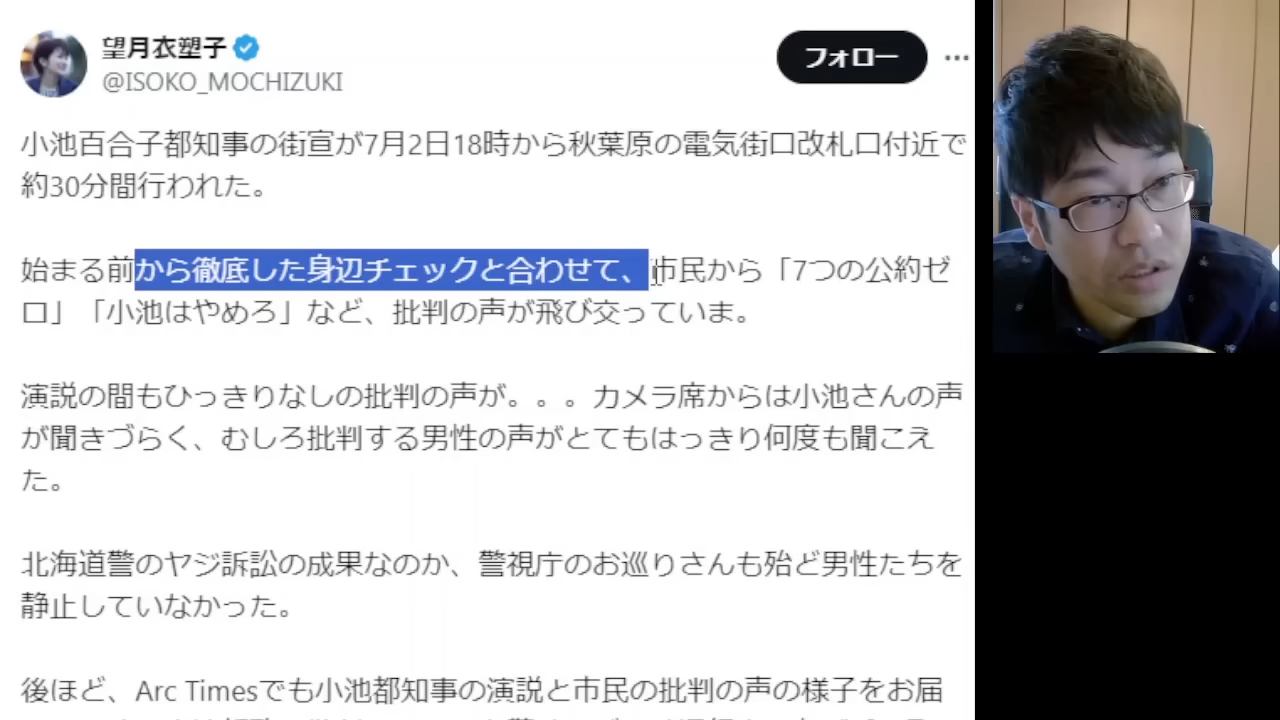 望月衣塑子
@ISOKO_MOCHIZUKI
フォロー
小池百合子都知事の街宣が7月2日18時から秋葉原の電気街口改札口付近で
約30分間行われた。
始まる前から徹底した身辺チェックと合わせて、市民から「7つの公約ゼ
ロ」「小池はやめろ」など、批判の声が飛び交っていま。
演説の間もひっきりなしの批判の声が。。。カメラ席からは小池さんの声
が聞きづらく、むしろ批判する男性の声がとてもはっきり何度も聞こえ
た。
北海道警のヤジ訴訟の成果なのか、警視庁のお巡りさんも殆ど男性たちを
静止していなかった。
後ほど、Arc Timesでも小池都知事の演説と市民の批判の声の様子をお届